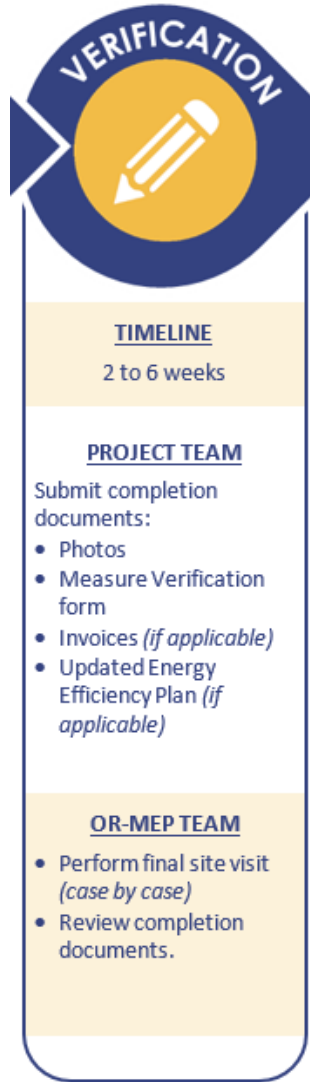 VERIFICATION
TIMELINE
2 to 6 weeks
PROJECT TEAM
Submit completion
documents:
• Photos
• Measure Verification
form
• Invoices (if applicable)
• Updated Energy
Efficiency Plan (if
applicable)
OR-MEP TEAM
• Perform final site visit
(case by case)
• Review completion
documents.